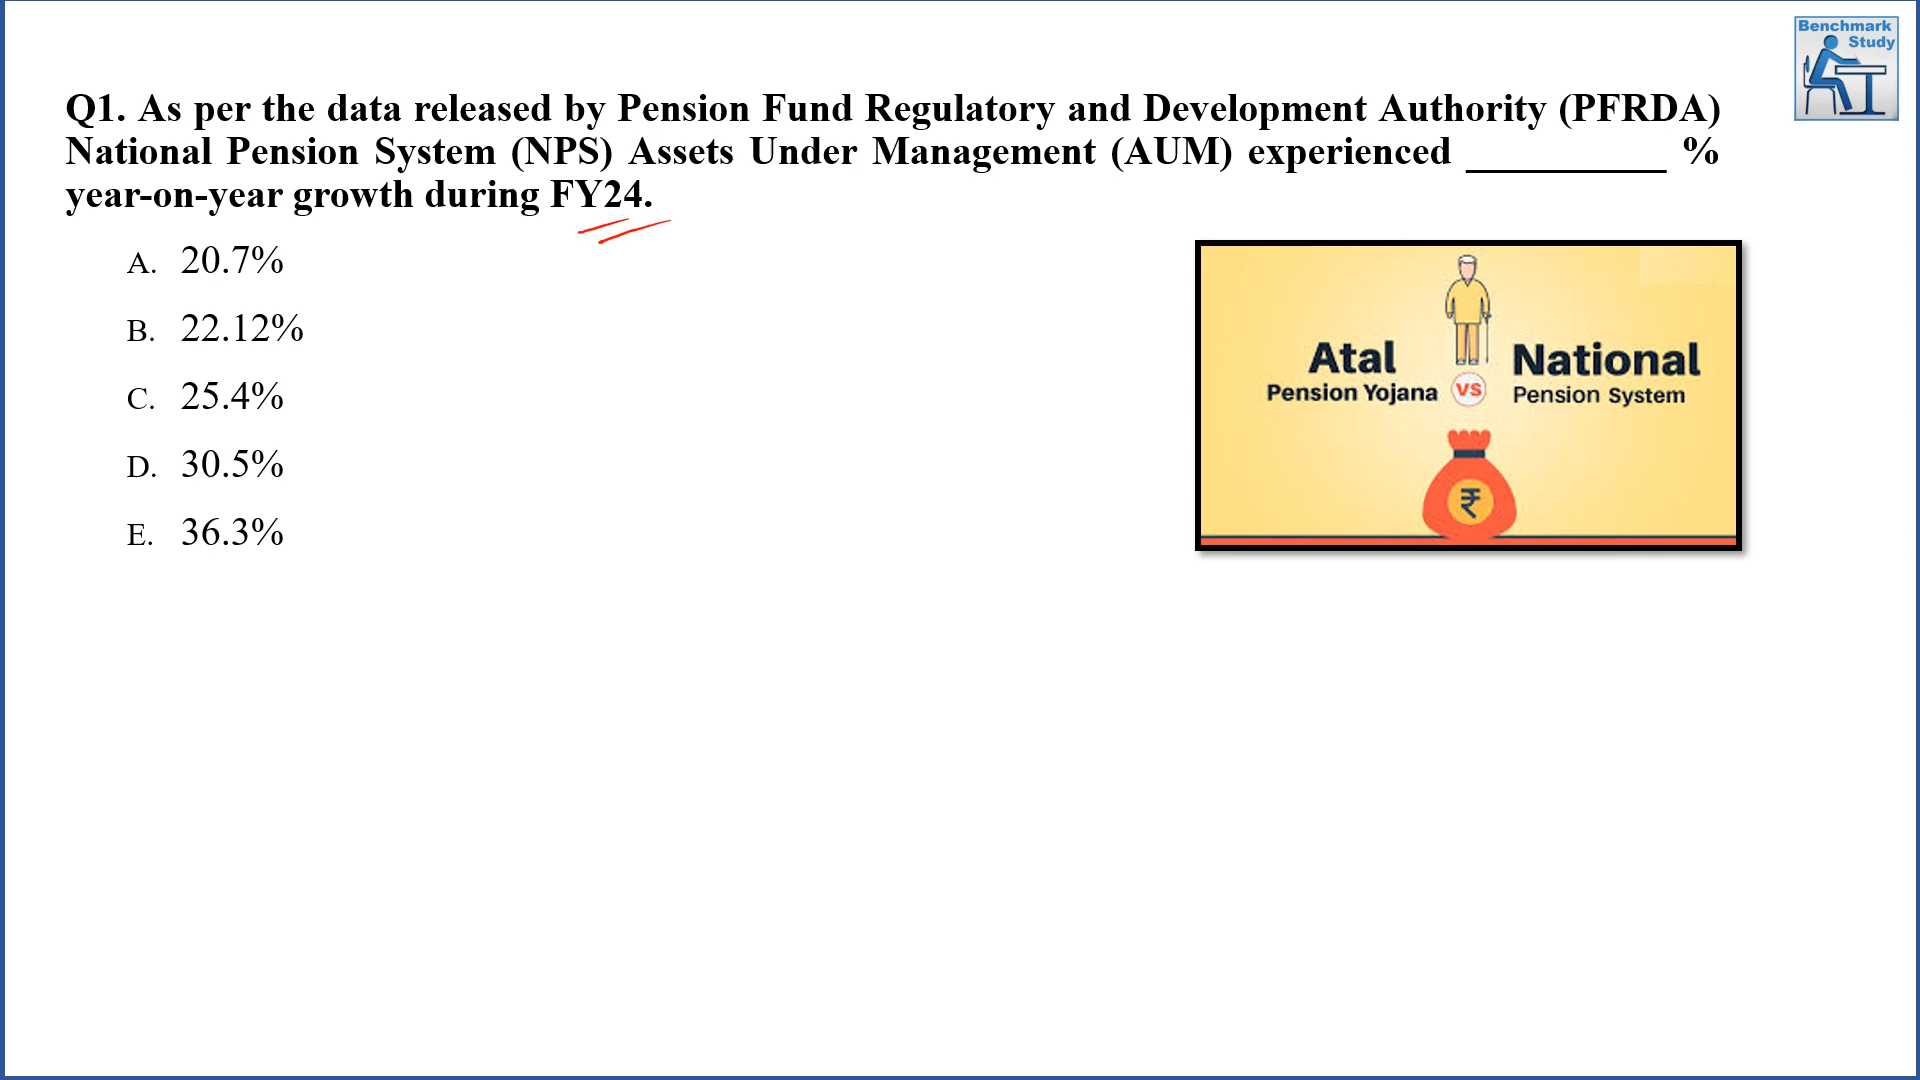 Benchmark
Study
Q1. As per the data released by Pension Fund Regulatory and Development Authority (PFRDA)
National Pension System (NPS) Assets Under Management (AUM) experienced __________ %
year-on-year growth during FY24.
A. 20.7%
B. 22.12%
C. 25.4%
D. 30.5%
E. 36.3%
Atal
Pension Yojana
VS
National
Pension System
₹